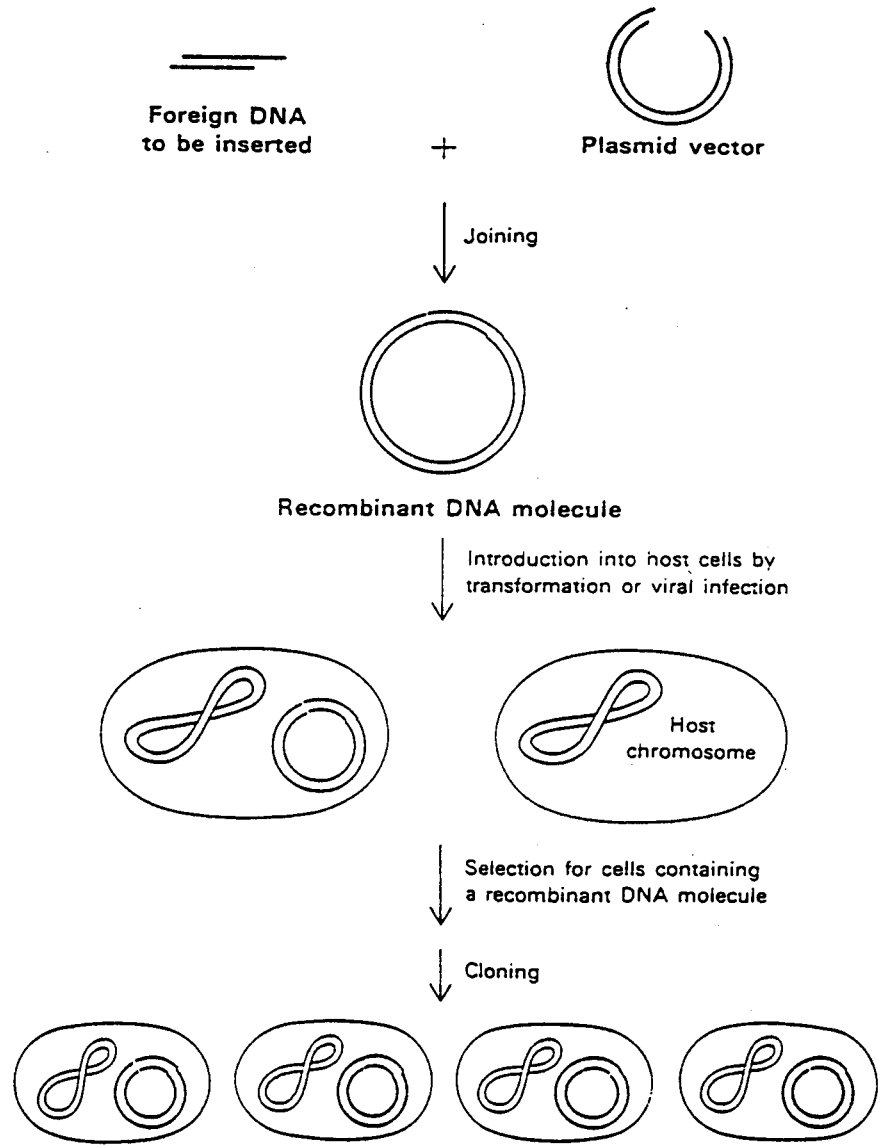 Foreign DNA
to be inserted
+
Plasmid vector
Joining
Recombinant DNA molecule
Introduction into host cells by
transformation or viral infection
Host
chromosome
Selection for cells containing
a recombinant DNA molecule
Cloning